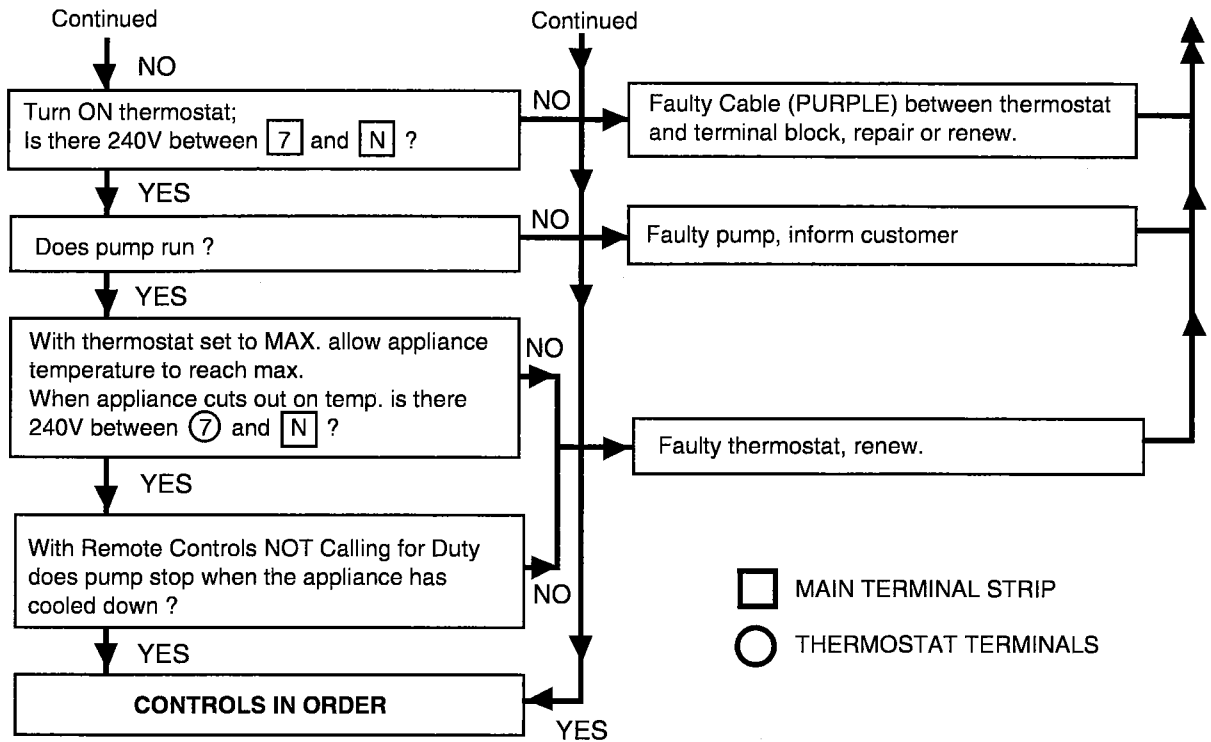 Continued
Continued
NO
Turn ON thermostat;
Is there 240V between 7 and N ?
NO
Faulty Cable (PURPLE) between thermostat
and terminal block, repair or renew.
YES
Does pump run ?
NO
Faulty pump, inform customer
YES
With thermostat set to MAX. allow appliance
temperature to reach max.
When appliance cuts out on temp. is there
240V between 7 and N ?
NO
Faulty thermostat, renew.
YES
With Remote Controls NOT Calling for Duty
does pump stop when the appliance has
cooled down ?
NO
MAIN TERMINAL STRIP
THERMOSTAT TERMINALS
YES
CONTROLS IN ORDER
YES